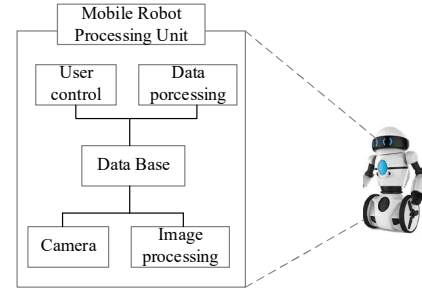 Mobile Robot
Processing Unit
User
control
Data
porcessing
Data Base
Camera
Image
processing